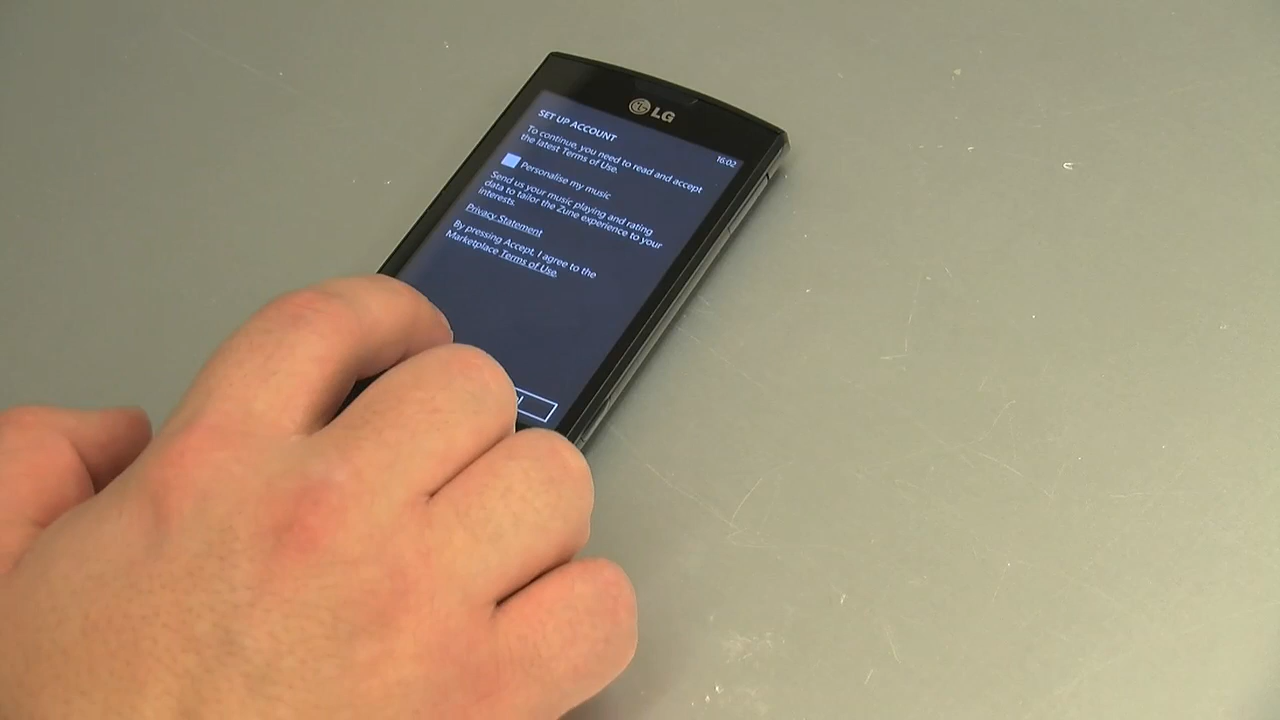 LG
16:02
SET UP ACCOUNT
To continue, you need to read and accept
the latest Terms of Use.
Personalise my music
Send us your music playing and rating
data to tailor the Zune experience to your
interests.
Privacy Statement
By pressing Accept, I agree to the
Marketplace Terms of Use.